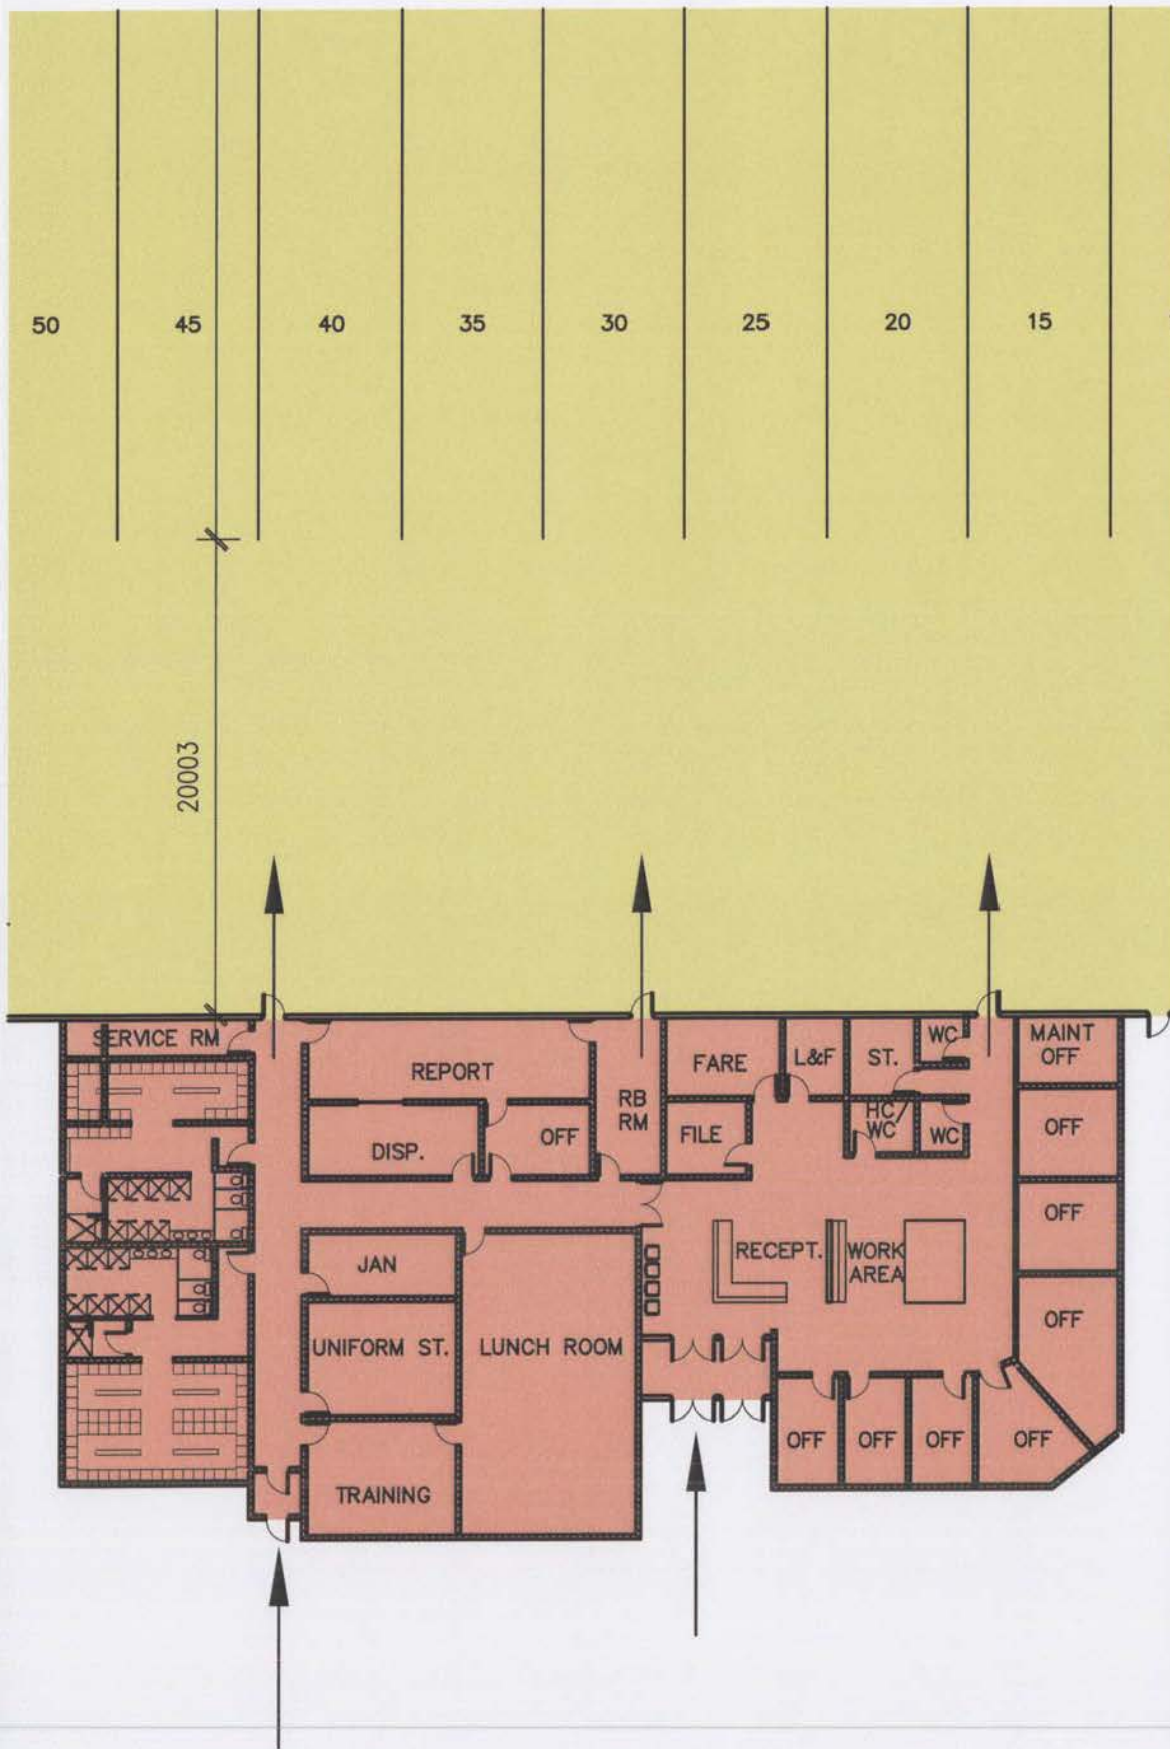 50
45
40
35
30
25
20
15
20003
SERVICE RM
REPORT
FARE
L&F
ST.
WC
MAINT
OFF
RB
RM
DISP.
OFF
FILE
HC/
WC
WC
OFF
OFF
JAN
RECEPT.
WORK
AREA
UNIFORM ST.
LUNCH ROOM
OFF
TRAINING
OFF
OFF
OFF
OFF